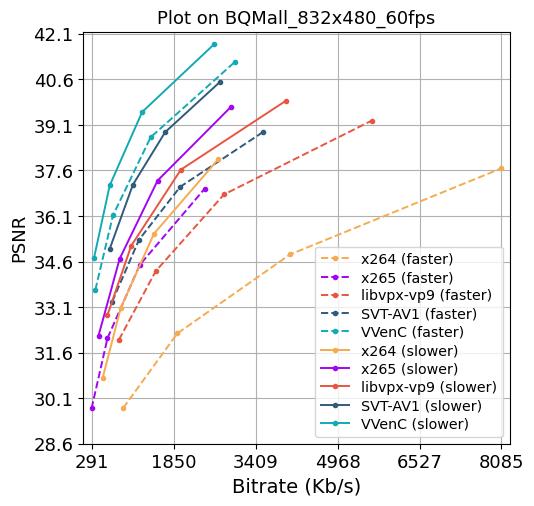 Plot on BQMall_832x480_60fps
42.1
40.6
39.1
37.6
36.1
34.6
33.1
31.6
30.1
28.6
PSNR
x264 (faster)
x265 (faster)
libvpx-vp9 (faster)
SVT-AV1 (faster)
VVenC (faster)
x264 (slower)
x265 (slower)
libvpx-vp9 (slower)
SVT-AV1 (slower)
VVenC (slower)
291 1850 3409 4968 6527 8085
Bitrate (Kb/s)